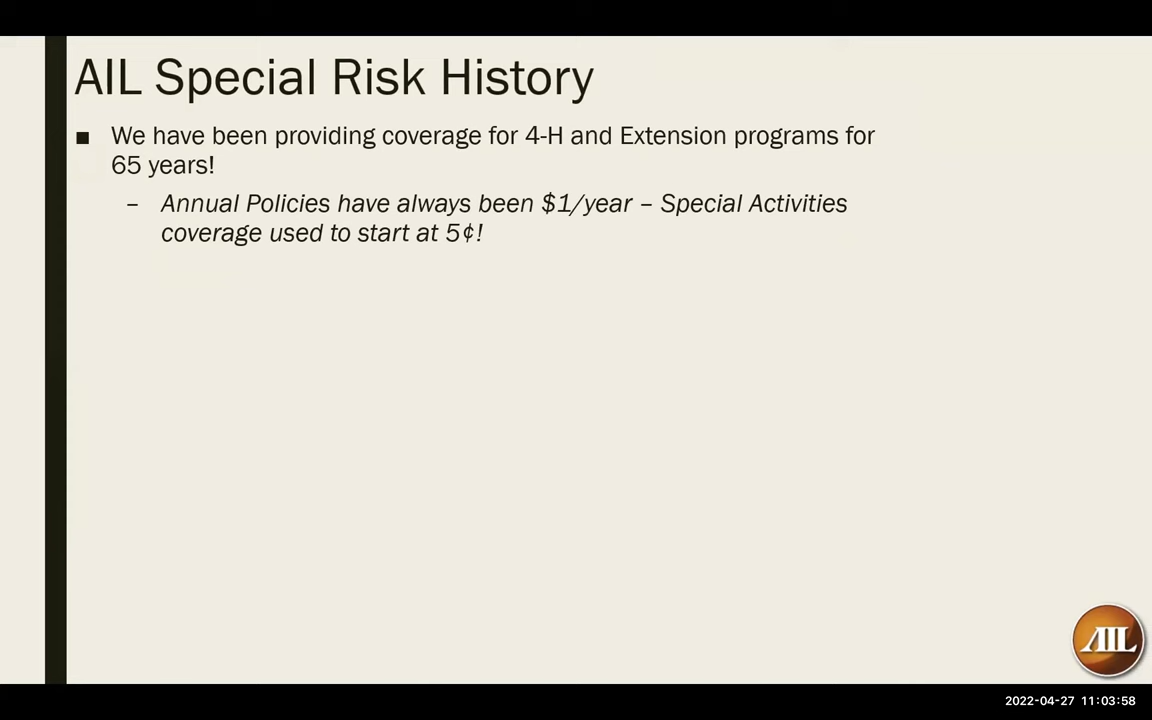 AIL Special Risk History
▪ We have been providing coverage for 4-H and Extension programs for
65 years!
– Annual Policies have always been $1/year – Special Activities
coverage used to start at 5¢!
AIL
2022-04-27 11:03:58